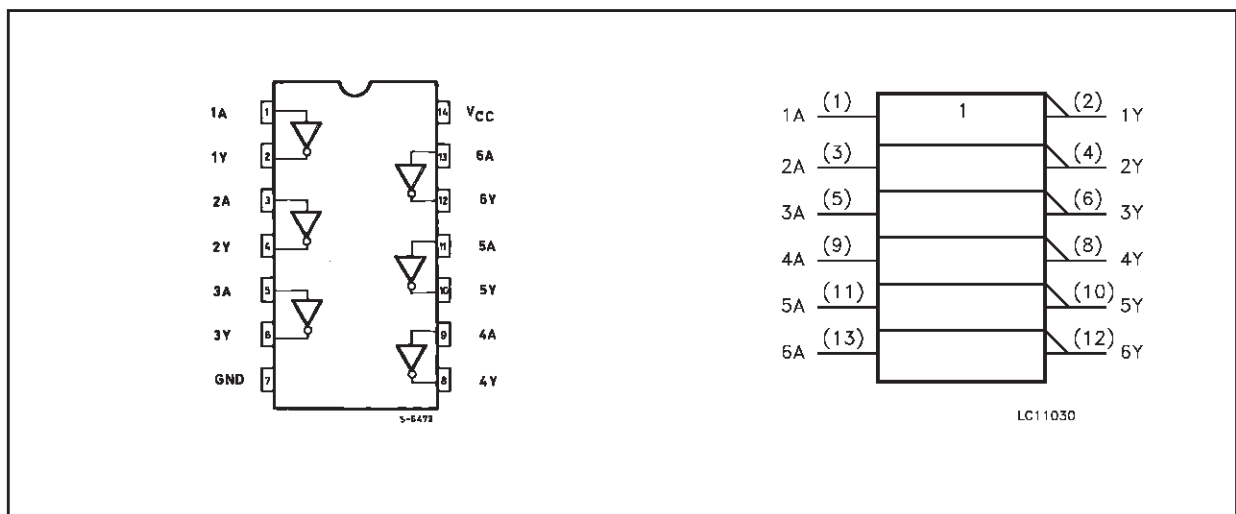 1A 1 14 VCC
1Y 2 13 6A
2A 3 12 6Y
2Y 4 11 5A
3A 5 10 5Y
3Y 6 9 4A
GND 7 8 4Y
S-6473
1A (1) 1 (2) 1Y
2A (3) (4) 2Y
3A (5) (6) 3Y
4A (9) (8) 4Y
5A (11) (10) 5Y
6A (13) (12) 6Y
LC11030